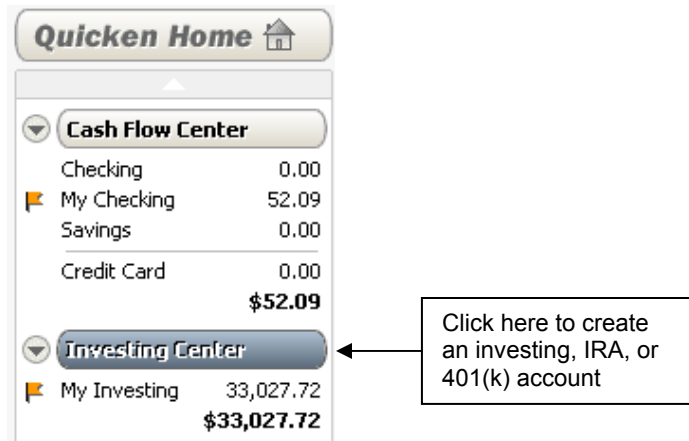 Quicken Home
Cash Flow Center
Checking 0.00
My Checking 52.09
Savings 0.00
Credit Card 0.00
$52.09
Investing Center
My Investing 33,027.72
$33,027.72
Click here to create
an investing, IRA, or
401(k) account